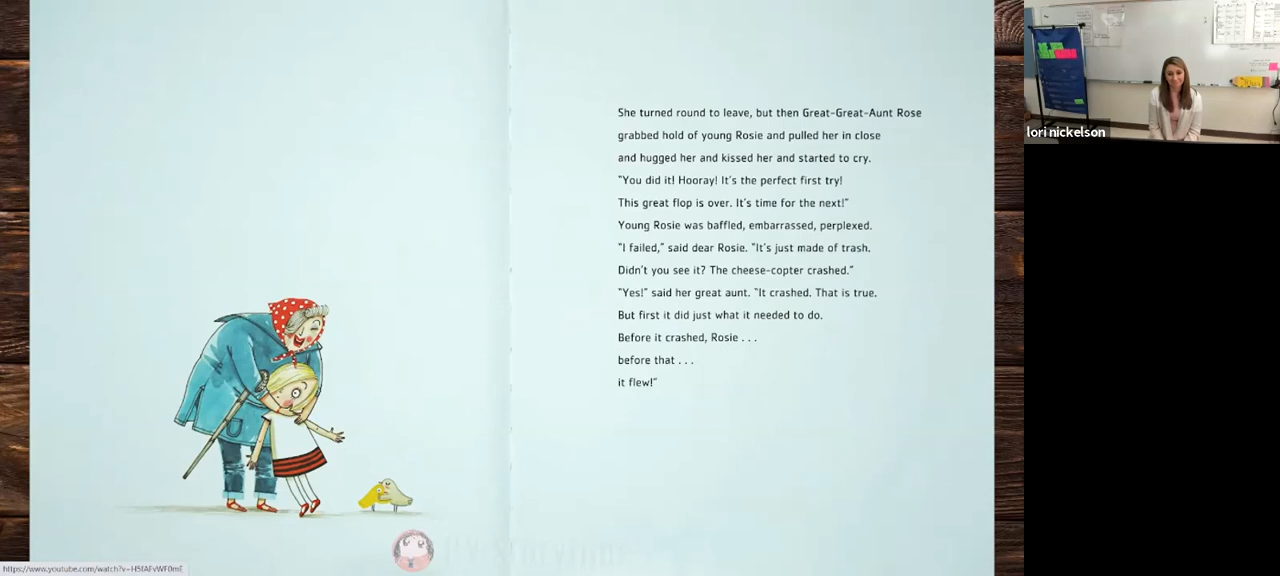 She turned round to leave, but then Great-Great-Aunt Rose
grabbed hold of young Rosie and pulled her in close
and hugged her and kissed her and started to cry.
"You did it! Hooray! It's the perfect first try!
This great flop is over. It's time for the next!"
Young Rosie was baffled, embarrassed, perplexed.
"I failed," said dear Rosie. "It's just made of trash.
Didn't you see it? The cheese-copter crashed."
"Yes!" said her great aunt. "It crashed. That is true.
But first it did just what it needed to do.
Before it crashed, Rosie . . .
before that . . .
it flew!"
lori nickelson